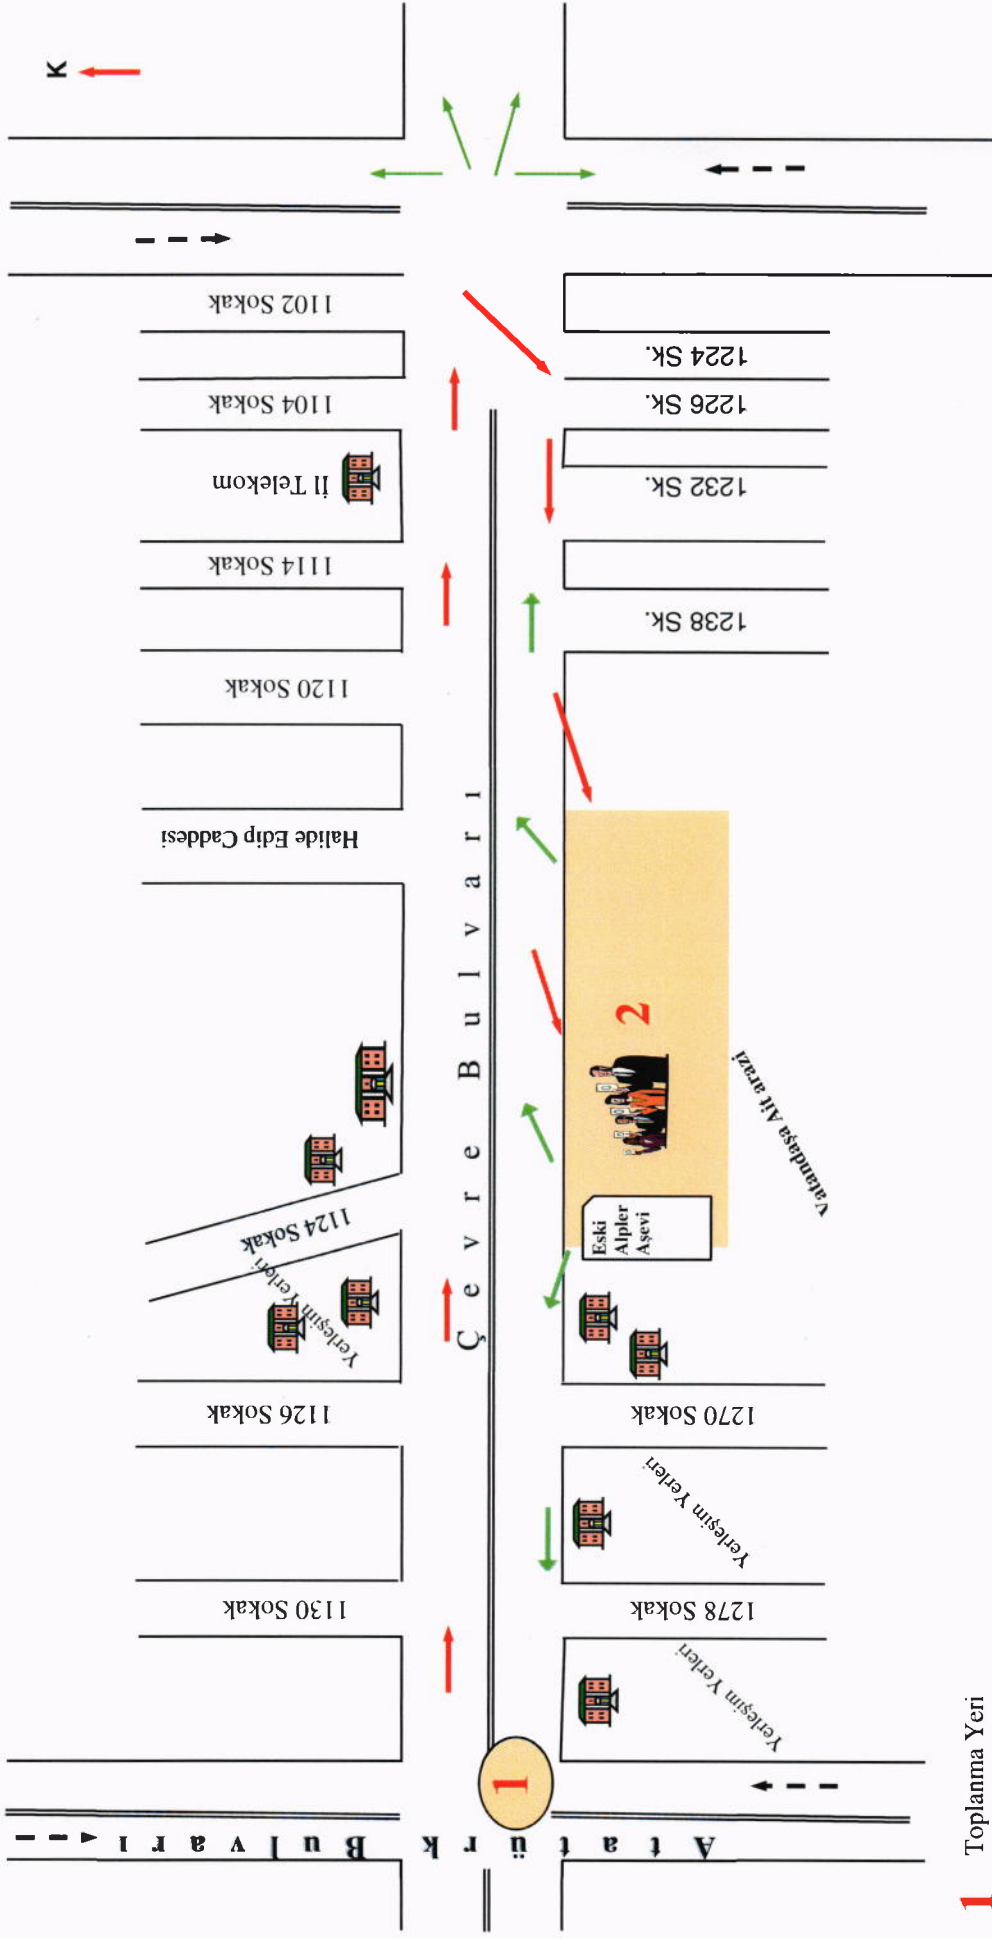 K
1102 Sokak
1104 Sokak
İl Telekom
1114 Sokak
1120 Sokak
Halide Edip Caddesi
1124 Sokak
Yerleşim Yerleri
1126 Sokak
1130 Sokak
Çevre Bulvarı
1224 Sk.
1226 Sk.
1232 Sk.
1238 Sk.
2
Vatandaşa Ait arazi
Eski
Alpler
Aşevi
1270 Sokak
Yerleşim Yerleri
1278 Sokak
Yerleşim Yerleri
1
Atatürk Bulvarı
1 Toplanma Yeri